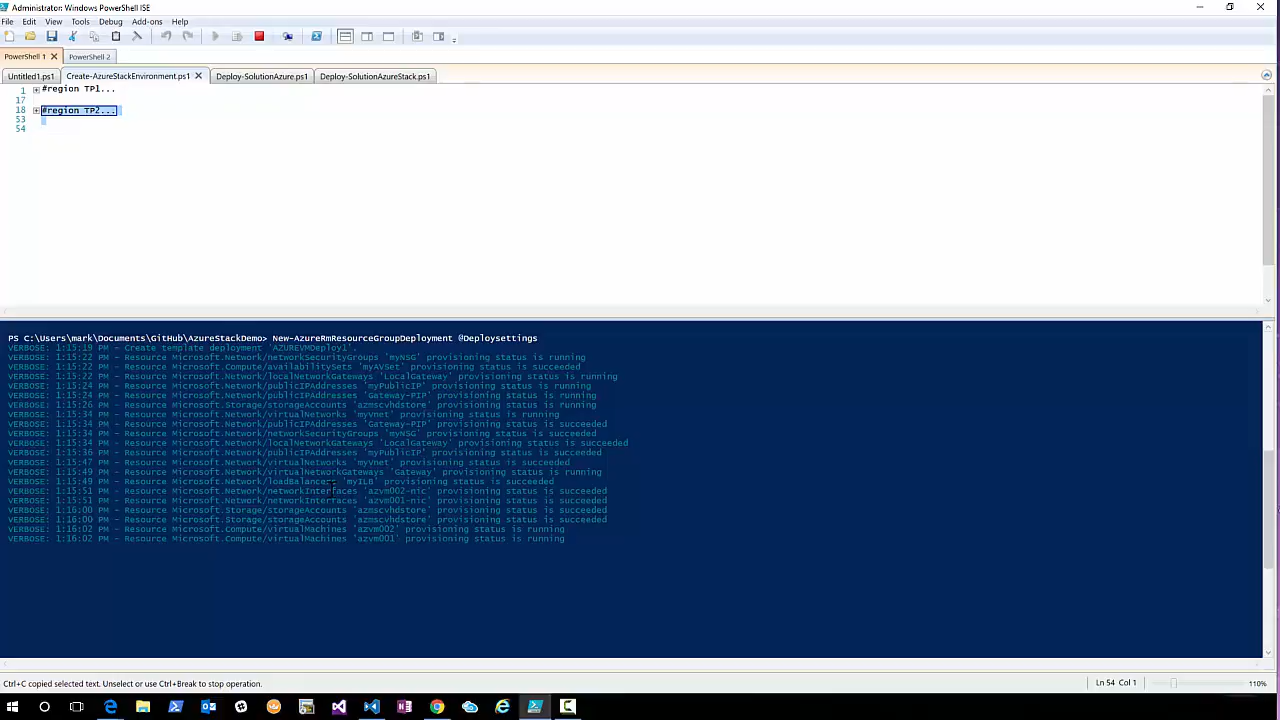 Administrator: Windows PowerShell ISE
File Edit View Tools Debug Add-ons Help
PowerShell 1 PowerShell 2
Untitled1.ps1 Create-AzureStackEnvironment.ps1 Deploy-SolutionAzure.ps1 Deploy-SolutionAzureStack.ps1
1 #region TP1...
17
18 #region TP2...
53
54
PS C:\Users\mark\Documents\GitHub\AzureStackDemo> New-AzureRmResourceGroupDeployment @Deploysettings
VERBOSE: 1:15:19 PM - Create template deployment 'AZUREVMDeploy1'.
VERBOSE: 1:15:22 PM - Resource Microsoft.Network/networkSecurityGroups 'myNSG' provisioning status is running
VERBOSE: 1:15:22 PM - Resource Microsoft.Compute/availabilitySets 'myAVSet' provisioning status is succeeded
VERBOSE: 1:15:22 PM - Resource Microsoft.Network/localNetworkGateways 'LocalGateway' provisioning status is running
VERBOSE: 1:15:24 PM - Resource Microsoft.Network/publicIPAddresses 'myPublicIP' provisioning status is running
VERBOSE: 1:15:24 PM - Resource Microsoft.Network/publicIPAddresses 'Gateway-PIP' provisioning status is running
VERBOSE: 1:15:26 PM - Resource Microsoft.Storage/storageAccounts 'azmscvhdstore' provisioning status is running
VERBOSE: 1:15:34 PM - Resource Microsoft.Network/virtualNetworks 'myVnet' provisioning status is running
VERBOSE: 1:15:34 PM - Resource Microsoft.Network/publicIPAddresses 'Gateway-PIP' provisioning status is succeeded
VERBOSE: 1:15:34 PM - Resource Microsoft.Network/networkSecurityGroups 'myNSG' provisioning status is succeeded
VERBOSE: 1:15:34 PM - Resource Microsoft.Network/localNetworkGateways 'LocalGateway' provisioning status is succeeded
VERBOSE: 1:15:36 PM - Resource Microsoft.Network/publicIPAddresses 'myPublicIP' provisioning status is succeeded
VERBOSE: 1:15:47 PM - Resource Microsoft.Network/virtualNetworks 'myVnet' provisioning status is succeeded
VERBOSE: 1:15:49 PM - Resource Microsoft.Network/virtualNetworkGateways 'Gateway' provisioning status is running
VERBOSE: 1:15:49 PM - Resource Microsoft.Network/loadBalancers 'myILB' provisioning status is succeeded
VERBOSE: 1:15:51 PM - Resource Microsoft.Network/networkInterfaces 'azvm002-nic' provisioning status is succeeded
VERBOSE: 1:15:51 PM - Resource Microsoft.Network/networkInterfaces 'azvm001-nic' provisioning status is succeeded
VERBOSE: 1:16:00 PM - Resource Microsoft.Storage/storageAccounts 'azmscvhdstore' provisioning status is succeeded
VERBOSE: 1:16:00 PM - Resource Microsoft.Storage/storageAccounts 'azmscvhdstore' provisioning status is succeeded
VERBOSE: 1:16:02 PM - Resource Microsoft.Compute/virtualMachines 'azvm002' provisioning status is running
VERBOSE: 1:16:02 PM - Resource Microsoft.Compute/virtualMachines 'azvm001' provisioning status is running
Ctrl+C copied selected text. Unselect or use Ctrl+Break to stop operation.
Ln 54 Col 1
110%